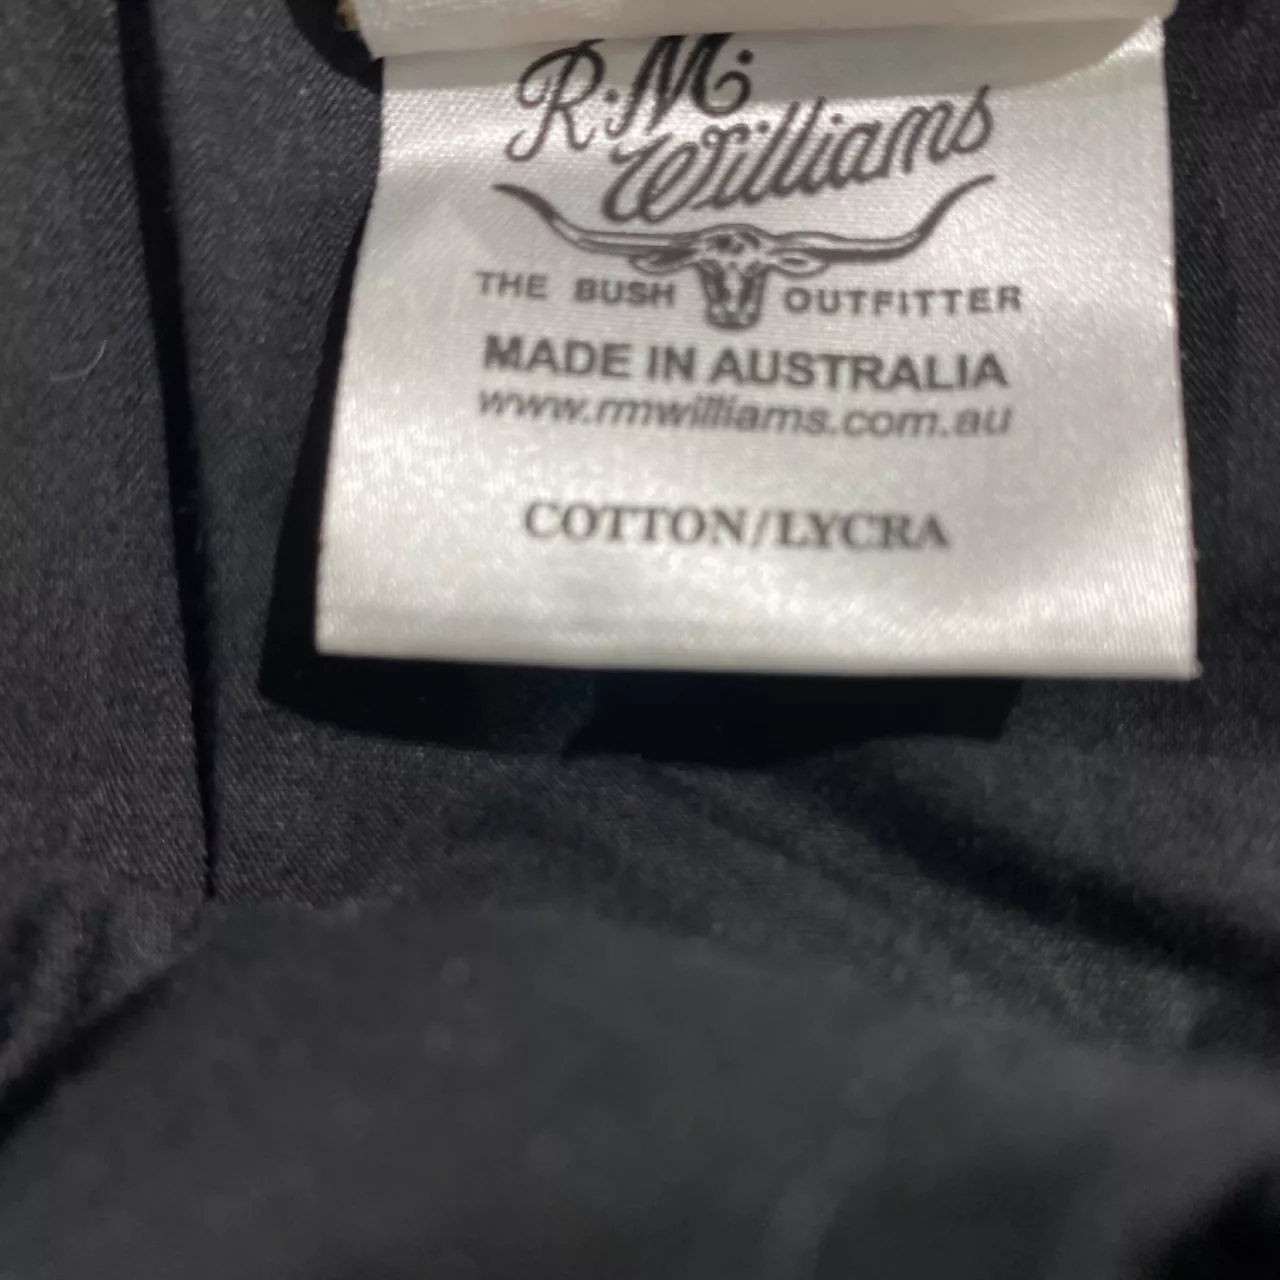 R.M.
Williams
THE BUSH OUTFITTER
MADE IN AUSTRALIA
www.rmwilliams.com.au
COTTON/LYCRA